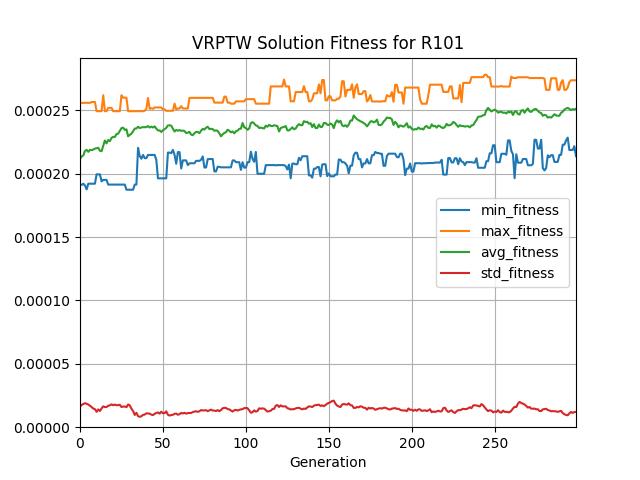 VRPTW Solution Fitness for R101
0.00025
0.00020
0.00015
0.00010
0.00005
0.00000
min_fitness
max_fitness
avg_fitness
std_fitness
0 50 100 150 200 250
Generation